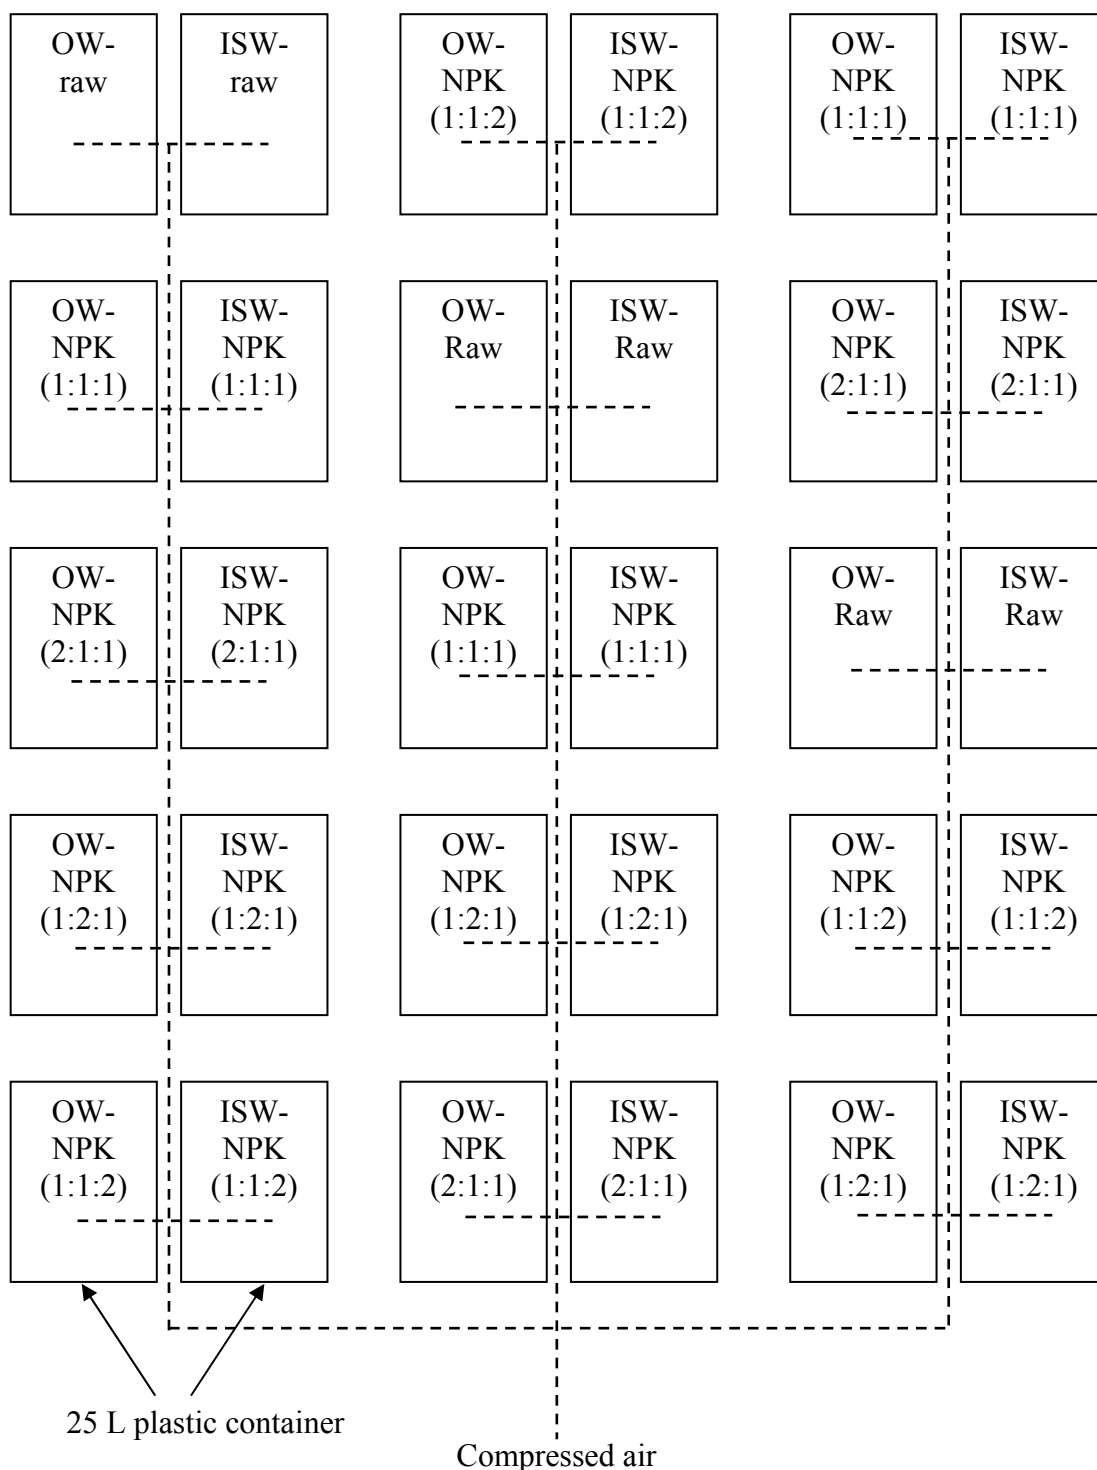 OW-
raw
ISW-
raw
OW-
NPK
(1:1:2)
ISW-
NPK
(1:1:2)
OW-
NPK
(1:1:1)
ISW-
NPK
(1:1:1)
OW-
NPK
(1:1:1)
ISW-
NPK
(1:1:1)
OW-
Raw
ISW-
Raw
OW-
NPK
(2:1:1)
ISW-
NPK
(2:1:1)
OW-
NPK
(2:1:1)
ISW-
NPK
(2:1:1)
OW-
NPK
(1:1:1)
ISW-
NPK
(1:1:1)
OW-
Raw
ISW-
Raw
OW-
NPK
(1:2:1)
ISW-
NPK
(1:2:1)
OW-
NPK
(1:2:1)
ISW-
NPK
(1:2:1)
OW-
NPK
(1:1:2)
ISW-
NPK
(1:1:2)
OW-
NPK
(1:1:2)
ISW-
NPK
(1:1:2)
OW-
NPK
(2:1:1)
ISW-
NPK
(2:1:1)
OW-
NPK
(1:2:1)
ISW-
NPK
(1:2:1)
25 L plastic container
Compressed air